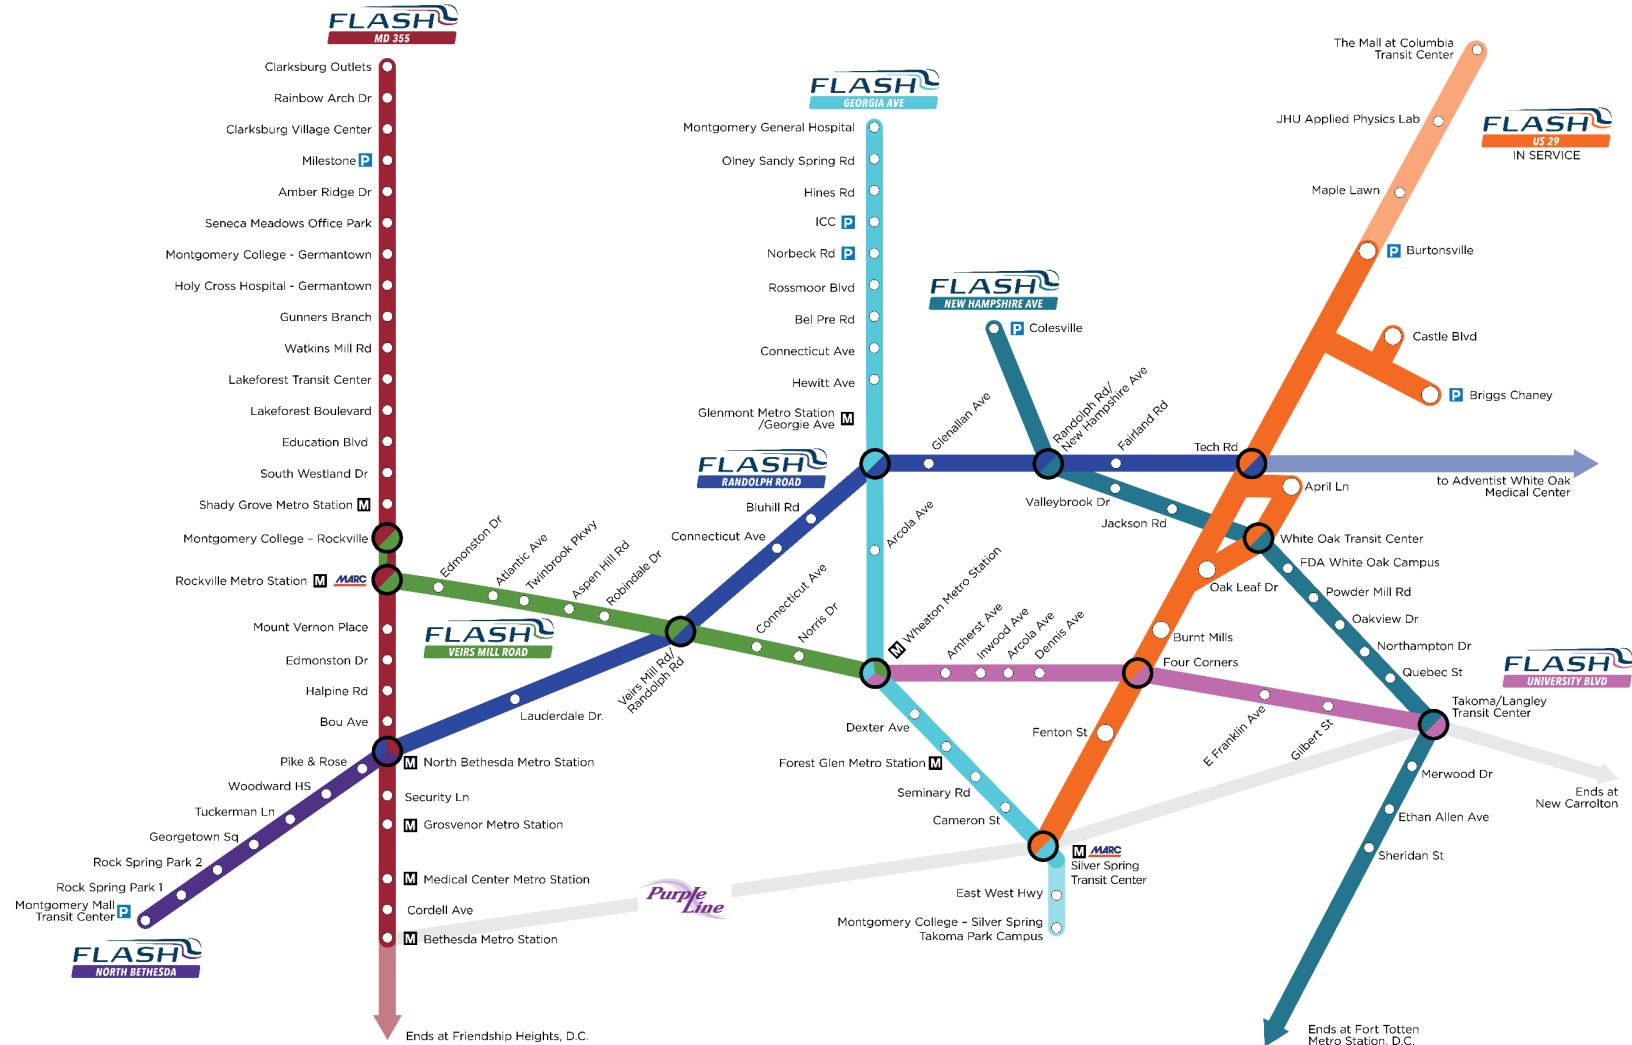 FLASH
MD 355
Clarksburg Outlets
Rainbow Arch Dr
Clarksburg Village Center
Milestone P
Amber Ridge Dr
Seneca Meadows Office Park
Montgomery College - Germantown
Holy Cross Hospital - Germantown
Gunners Branch
Watkins Mill Rd
Lakeforest Transit Center
Lakeforest Boulevard
Education Blvd
South Westland Dr
Shady Grove Metro Station M
Montgomery College – Rockville
Rockville Metro Station M MARC
Mount Vernon Place
Edmonston Dr
Halpine Rd
Bou Ave
M North Bethesda Metro Station
Security Ln
M Grosvenor Metro Station
M Medical Center Metro Station
Cordell Ave
M Bethesda Metro Station
Ends at Friendship Heights, D.C.
Pike & Rose
Woodward HS
Tuckerman Ln
Georgetown Sq
Rock Spring Park 2
Rock Spring Park 1
Montgomery Mall
Transit Center P
FLASH
NORTH BETHESDA
FLASH
VEIRS MILL ROAD
Edmonston Dr
Atlantic Ave
Twinbrook Pkwy
Aspen Hill Rd
Robindale Dr
Veirs Mill Rd/
Randolph Rd
Connecticut Ave
Norris Dr
M Wheaton Metro Station
FLASH
RANDOLPH ROAD
Lauderdale Dr.
Connecticut Ave
Bluhill Rd
Glenallan Ave
Randolph Rd/
New Hampshire Ave
Fairland Rd
Tech Rd
to Adventist White Oak
Medical Center
FLASH
GEORGIA AVE
Montgomery General Hospital
Olney Sandy Spring Rd
Hines Rd
ICC P
Norbeck Rd P
Rossmoor Blvd
Bel Pre Rd
Connecticut Ave
Hewitt Ave
Glenmont Metro Station
/Georgie Ave M
Arcola Ave
Dexter Ave
Forest Glen Metro Station M
Seminary Rd
Cameron St
M MARC
Silver Spring
Transit Center
East West Hwy
Montgomery College – Silver Spring
Takoma Park Campus
FLASH
NEW HAMPSHIRE AVE
P Colesville
Valleybrook Dr
Jackson Rd
White Oak Transit Center
FDA White Oak Campus
Powder Mill Rd
Oakview Dr
Northampton Dr
Quebec St
Takoma/Langley
Transit Center
Merwood Dr
Ethan Allen Ave
Sheridan St
Ends at Fort Totten
Metro Station, D.C.
FLASH
US 29
IN SERVICE
The Mall at Columbia
Transit Center
JHU Applied Physics Lab
Maple Lawn
P Burtonsville
Castle Blvd
P Briggs Chaney
April Ln
Oak Leaf Dr
Burnt Mills
Four Corners
Fenton St
FLASH
UNIVERSITY BLVD
Amherst Ave
Inwood Ave
Arcola Ave
Dennis Ave
E Franklin Ave
Gilbert St
Purple
Line
Ends at
New Carrolton